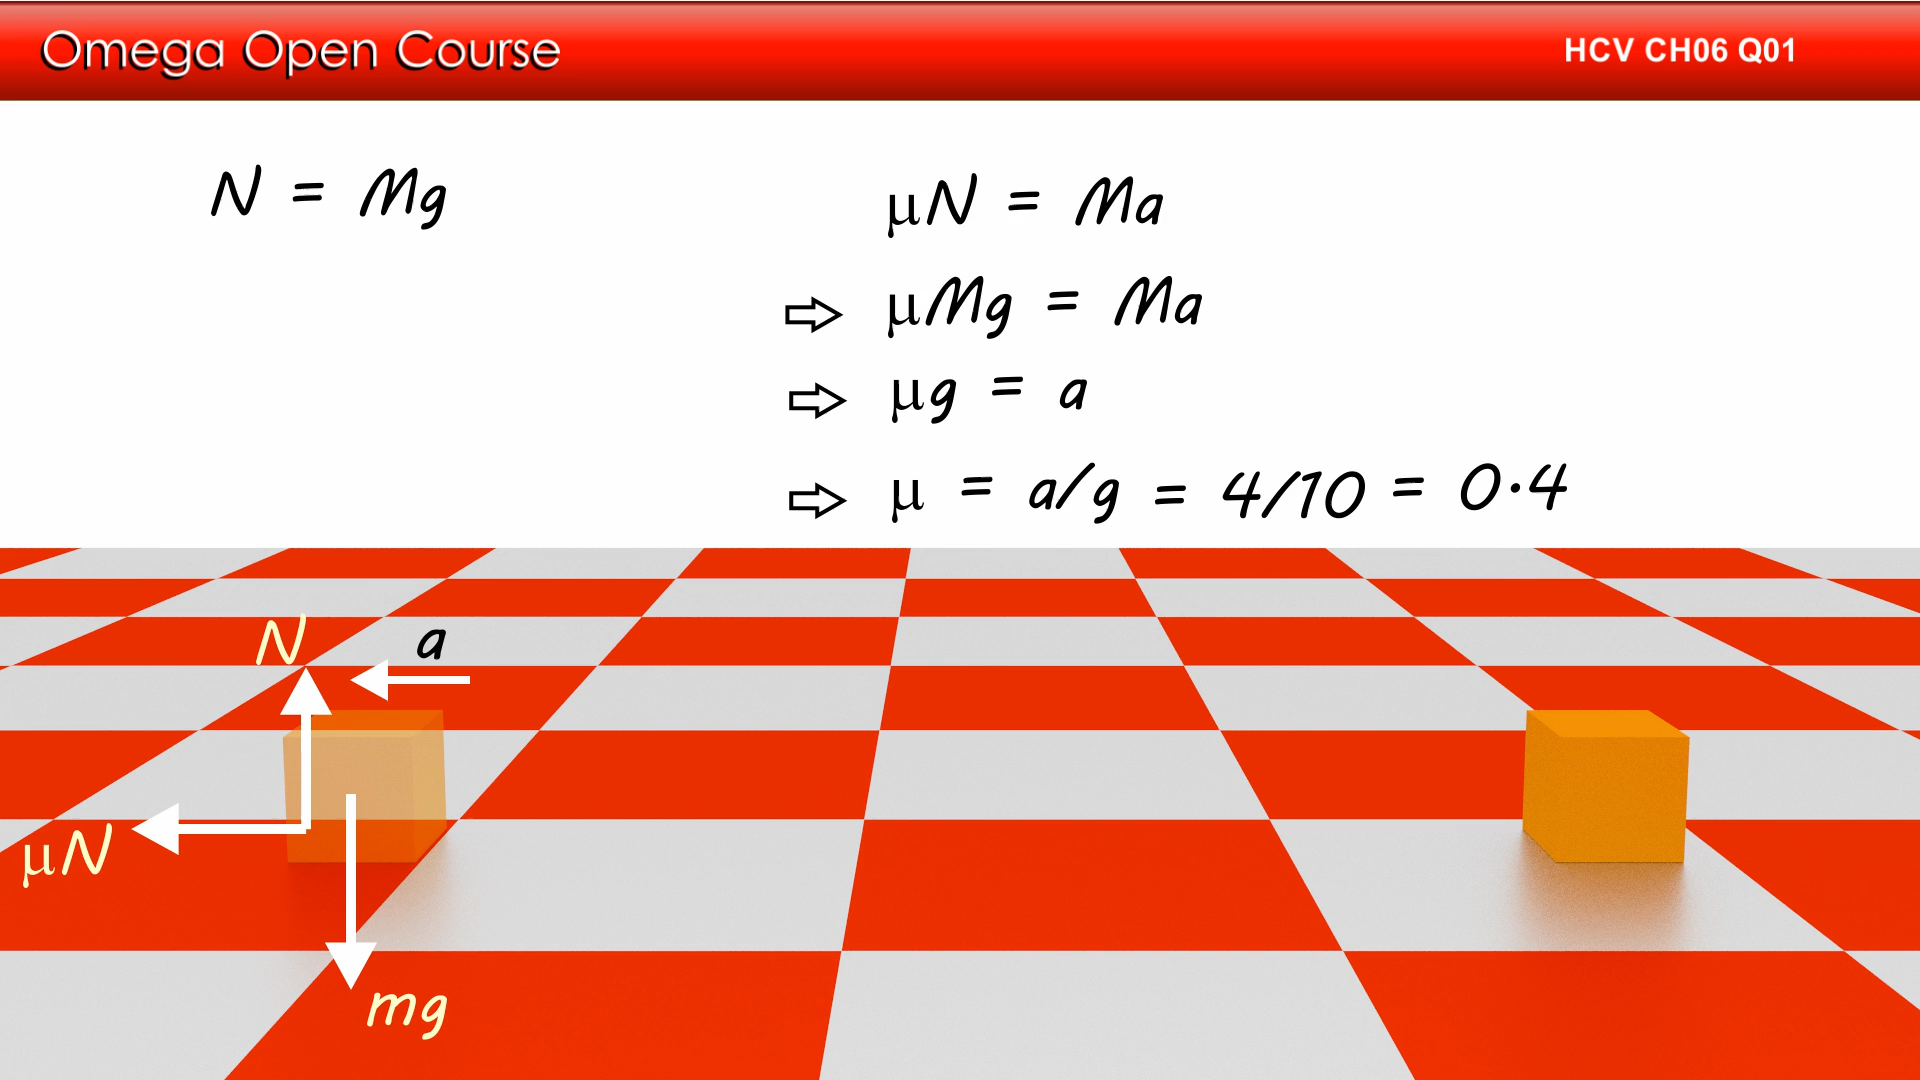 Omega Open Course
HCV CH06 Q01
N = Mg
μN = Ma
⇨ μMg = Ma
⇨ μg = a
⇨ μ = a/g = 4/10 = 0·4
N
a
μN
mg